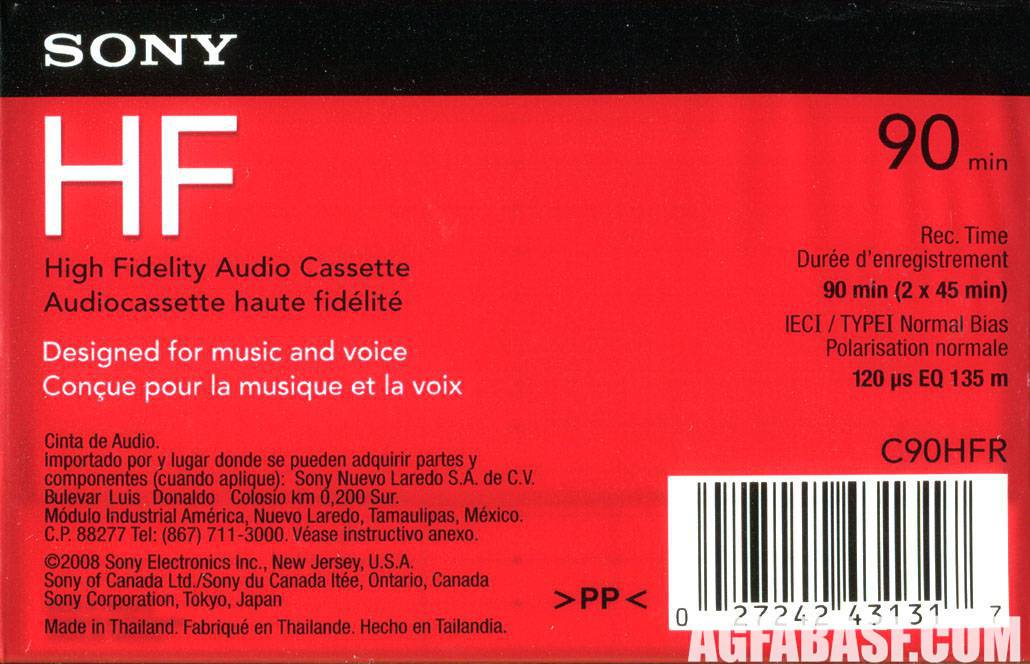 SONY
HF
90 min
High Fidelity Audio Cassette
Audiocassette haute fidélité
Designed for music and voice
Conçue pour la musique et la voix
Rec. Time
Durée d'enregistrement
90 min (2 x 45 min)
IECI / TYPEI Normal Bias
Polarisation normale
120 µs EQ 135 m
C90HFR
Cinta de Audio.
importado por y lugar donde se pueden adquirir partes y
componentes (cuando aplique): Sony Nuevo Laredo S.A. de C.V.
Bulevar Luis Donaldo Colosio km 0,200 Sur.
Módulo Industrial América, Nuevo Laredo, Tamaulipas, México.
C.P. 88277 Tel: (867) 711-3000. Véase instructivo anexo.
©2008 Sony Electronics Inc., New Jersey, U.S.A.
Sony of Canada Ltd./Sony du Canada ltée, Ontario, Canada
Sony Corporation, Tokyo, Japan
Made in Thailand. Fabriqué en Thaïlande. Hecho en Tailandia.
>PP<
0 27242 43131 7
AGFABASF.COM